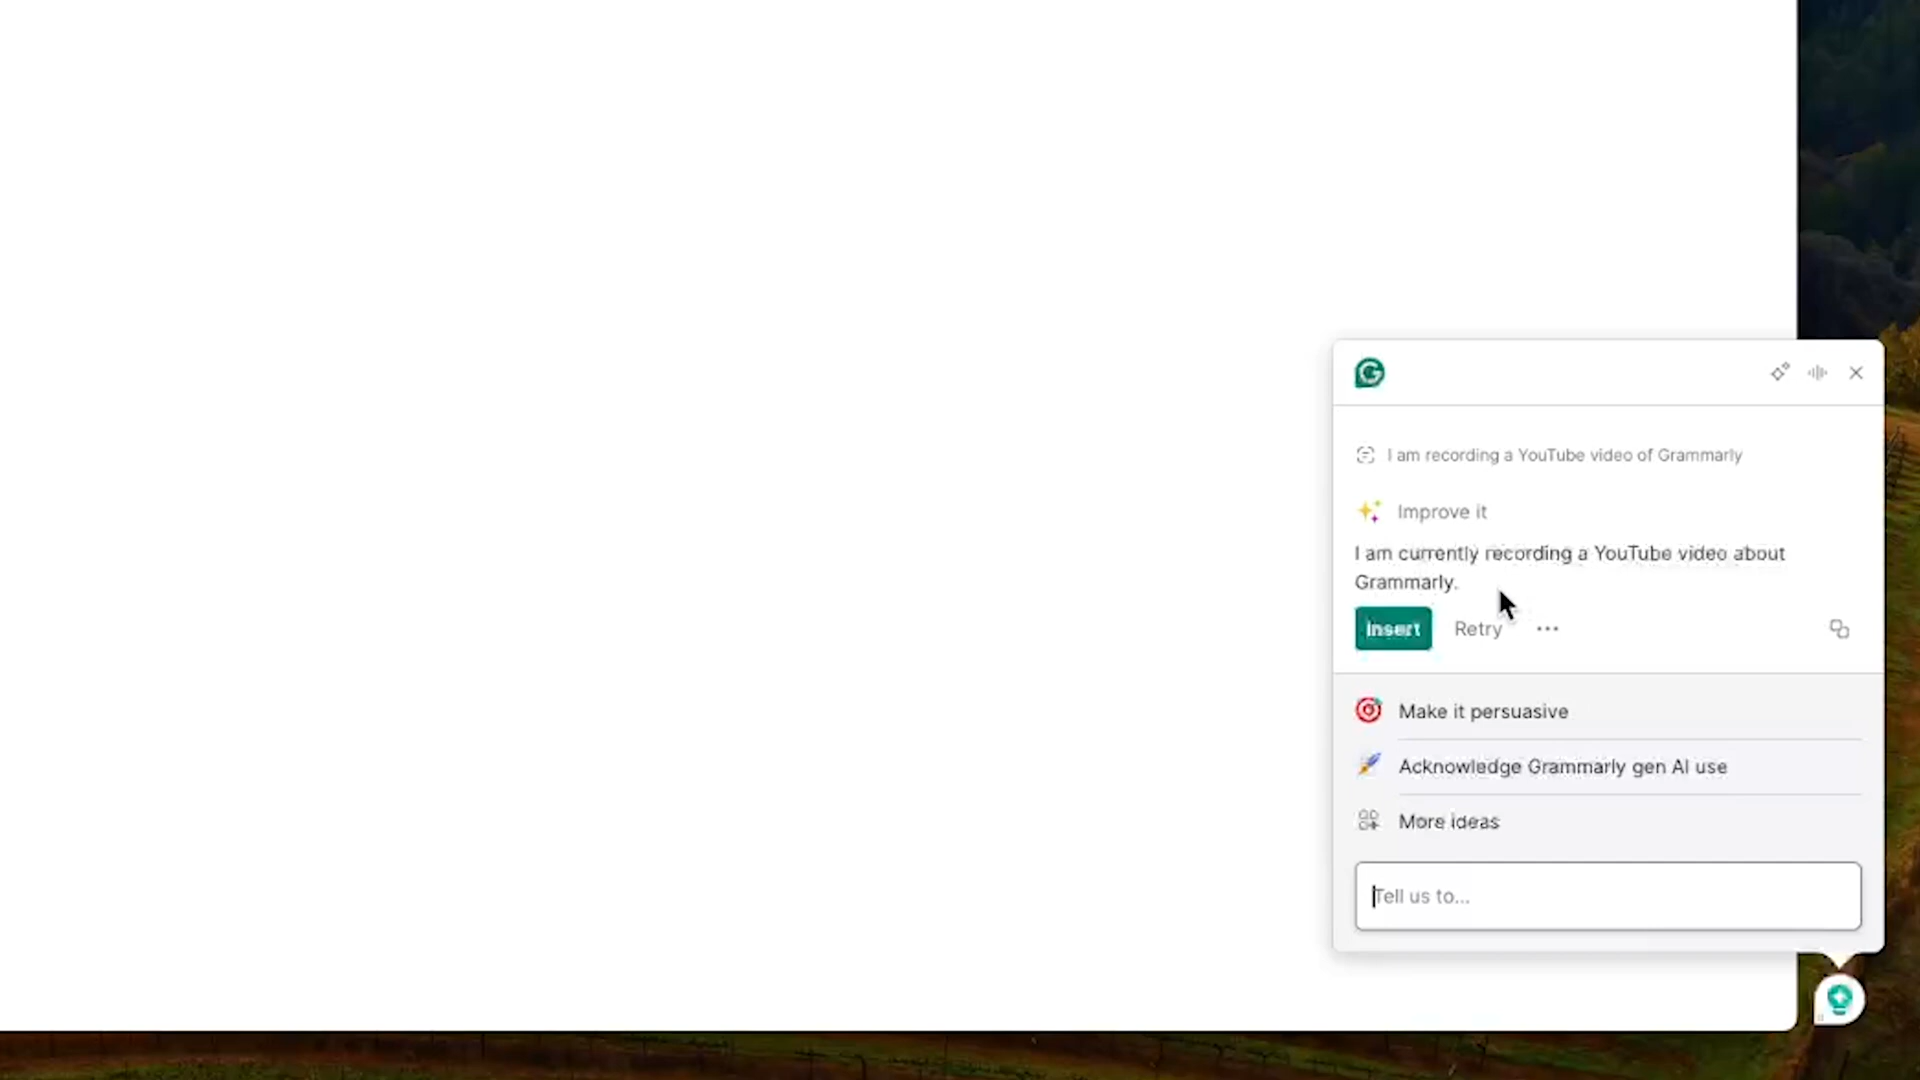 I am recording a YouTube video of Grammarly
Improve it
I am currently recording a YouTube video about
Grammarly.
Insert
Retry
Make it persuasive
Acknowledge Grammarly gen AI use
More ideas
Tell us to...